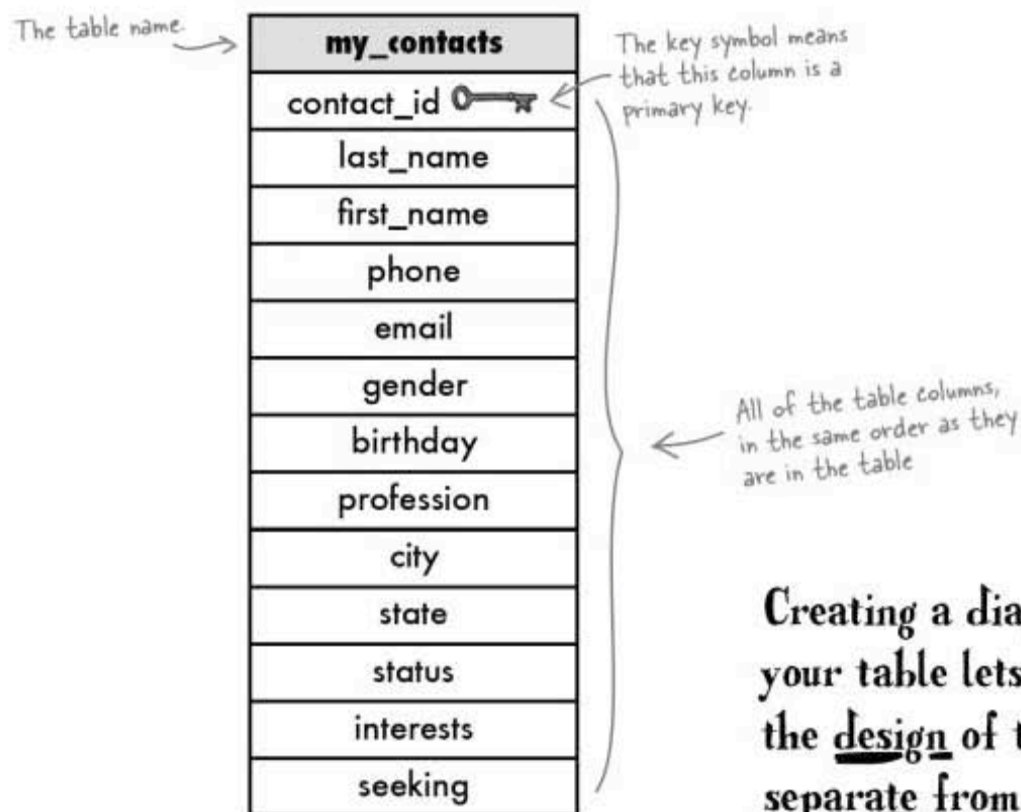 The table name.
my_contacts
The key symbol means
that this column is a
primary key.
contact_id
last_name
first_name
phone
email
gender
birthday
profession
city
state
status
interests
seeking
All of the table columns,
in the same order as they
are in the table
Creating a dia
your table lets
the design of t
separate from